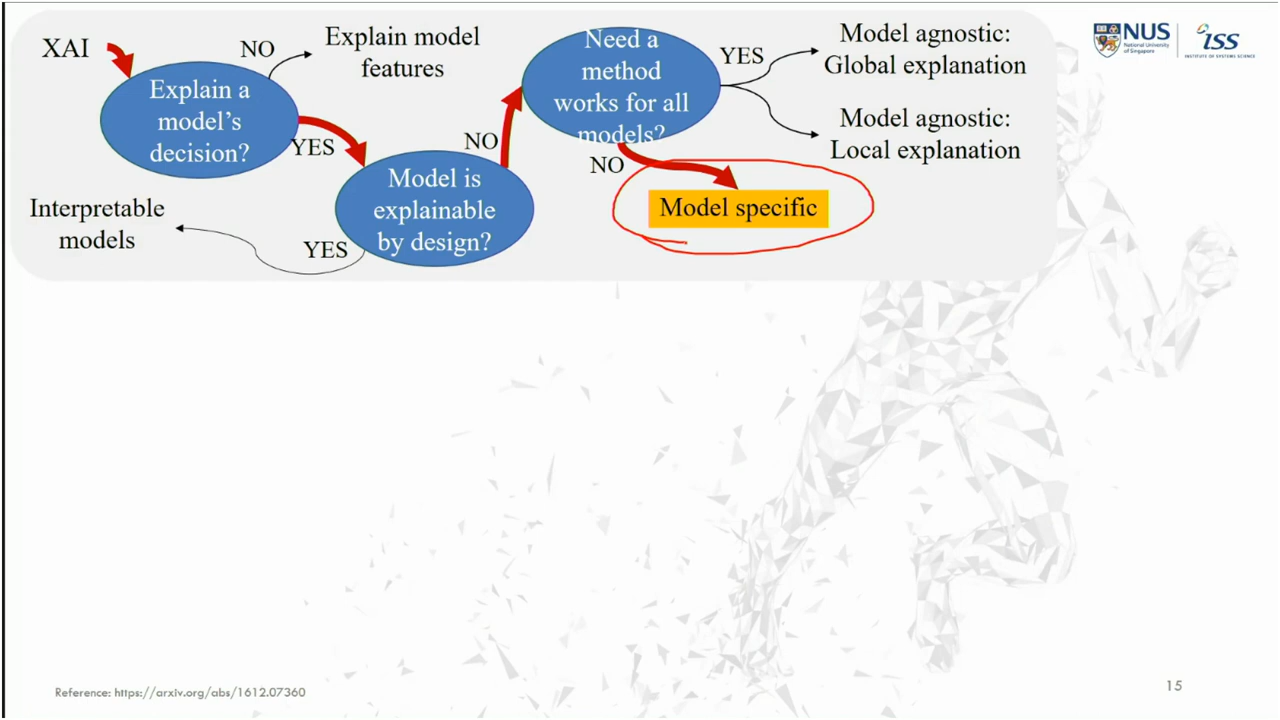 XAI
NO
Explain model
features
Explain a
model's
decision?
YES
Model is
explainable
by design?
YES
Interpretable
models
NO
Need a
method
works for all
models?
YES
Model agnostic:
Global explanation
Model agnostic:
Local explanation
NO
Model specific
NUS
National University
of Singapore
iss
INSTITUTE OF SYSTEMS SCIENCE
Reference: https://arxiv.org/abs/1612.07360
15